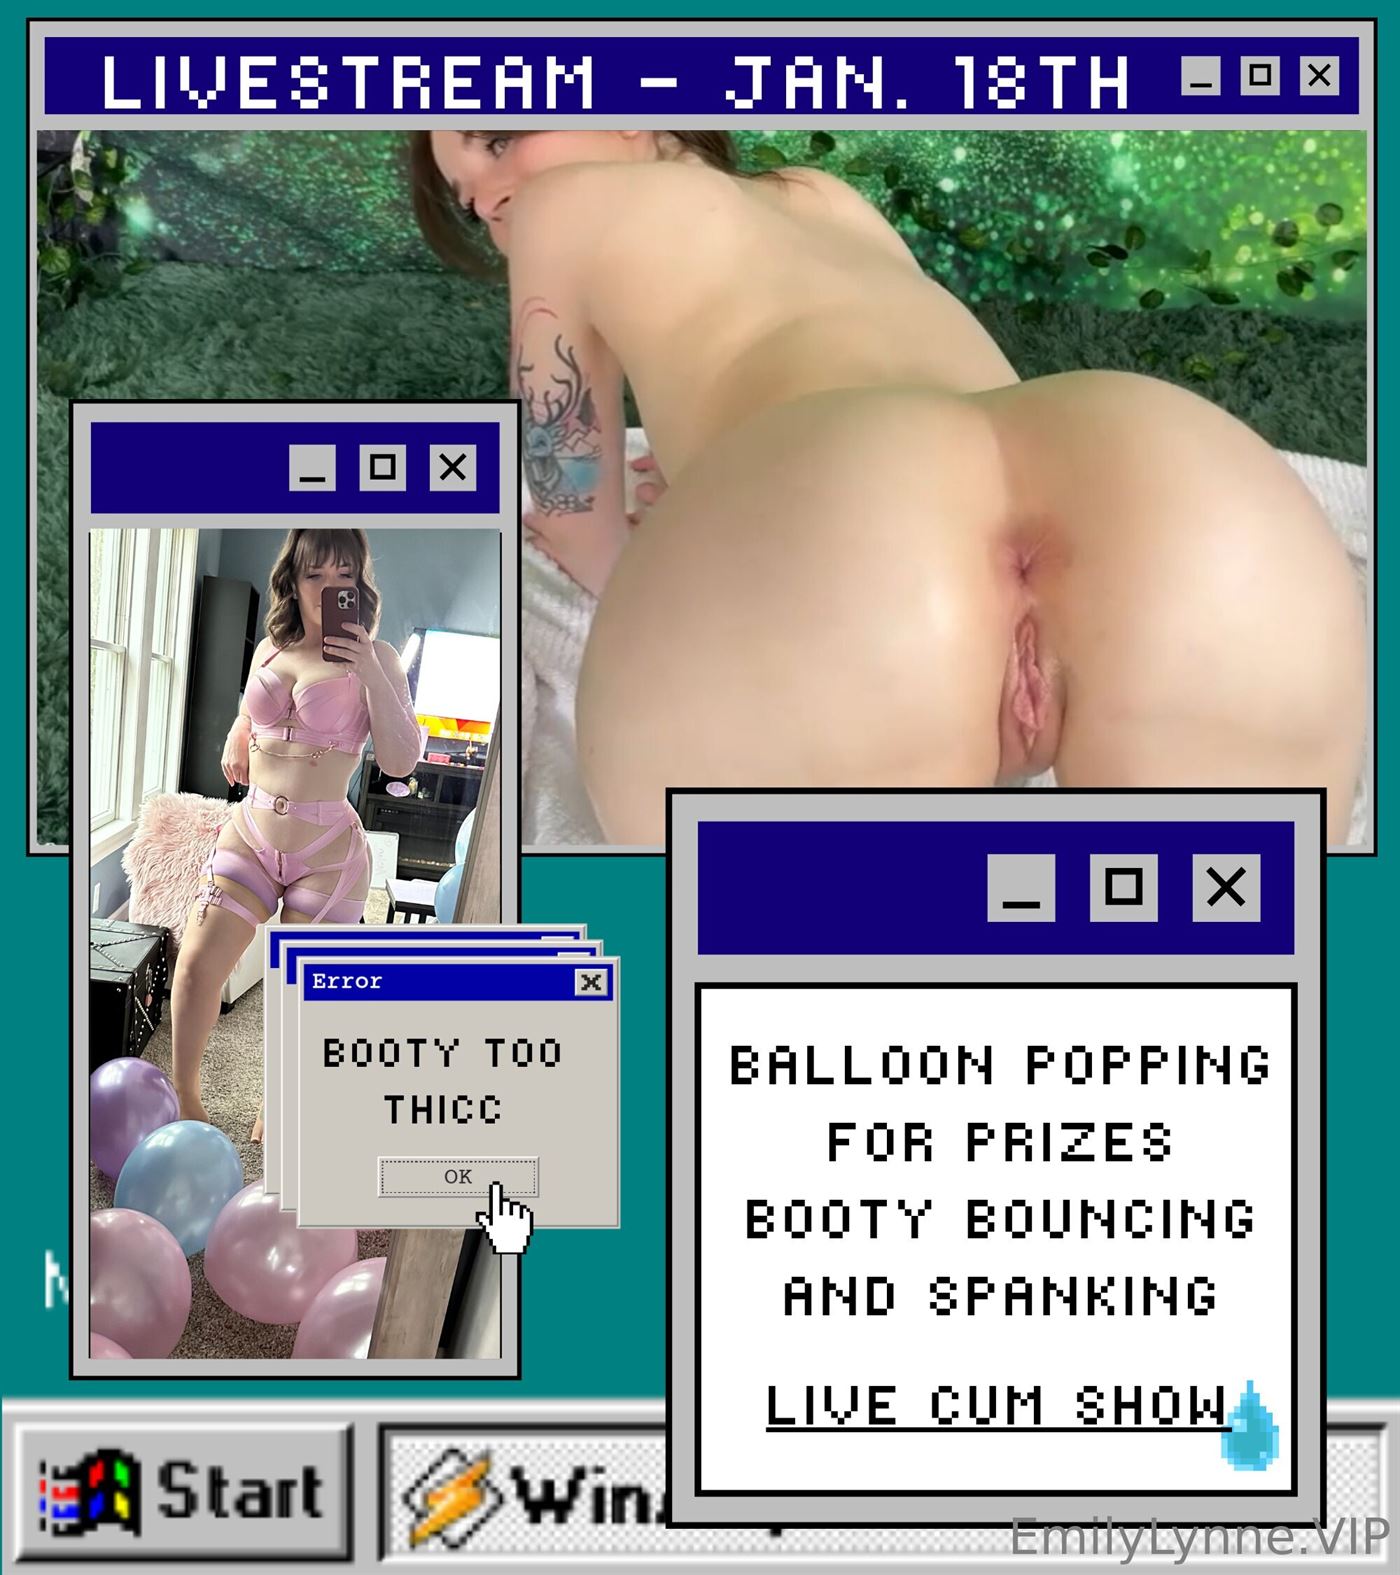 LIVESTREAM - JAN. 18TH
Error
BOOTY TOO
THICC
OK
BALLOON POPPING
FOR PRIZES
BOOTY BOUNCING
AND SPANKING
LIVE CUM SHOW
Start
EmilyLynne.VIP